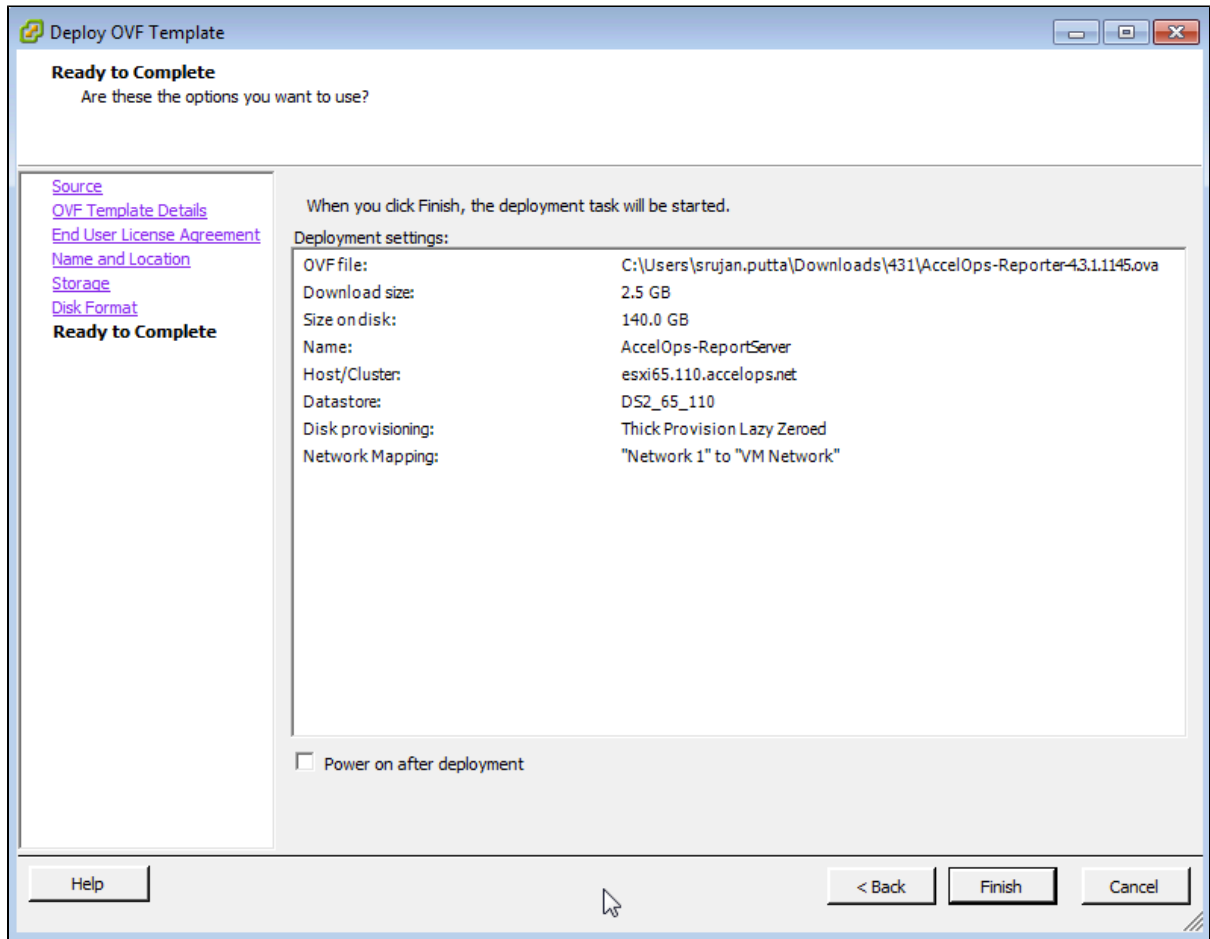 Deploy OVF Template
Ready to Complete
Are these the options you want to use?
Source
OVF Template Details
End User License Agreement
Name and Location
Storage
Disk Format
Ready to Complete
When you click Finish, the deployment task will be started.
Deployment settings:
OVF file: C:\Users\srujan.putta\Downloads\431\AccelOps-Reporter-4.3.1.1145.ova
Download size: 2.5 GB
Size on disk: 140.0 GB
Name: AccelOps-ReportServer
Host/Cluster: esxi65.110.accelops.net
Datastore: DS2_65_110
Disk provisioning: Thick Provision Lazy Zeroed
Network Mapping: "Network 1" to "VM Network"
Power on after deployment
Help
< Back
Finish
Cancel